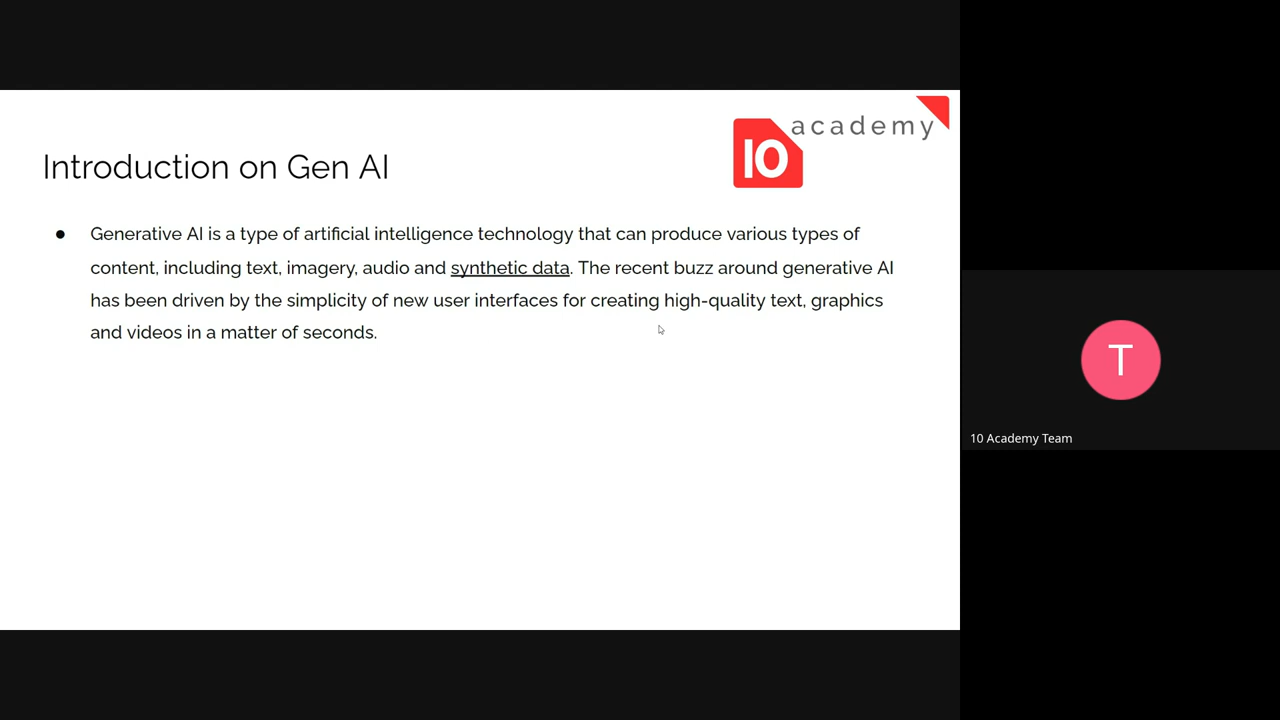 10 academy
Introduction on Gen AI
● Generative AI is a type of artificial intelligence technology that can produce various types of
content, including text, imagery, audio and synthetic data. The recent buzz around generative AI
has been driven by the simplicity of new user interfaces for creating high-quality text, graphics
and videos in a matter of seconds.
T
10 Academy Team